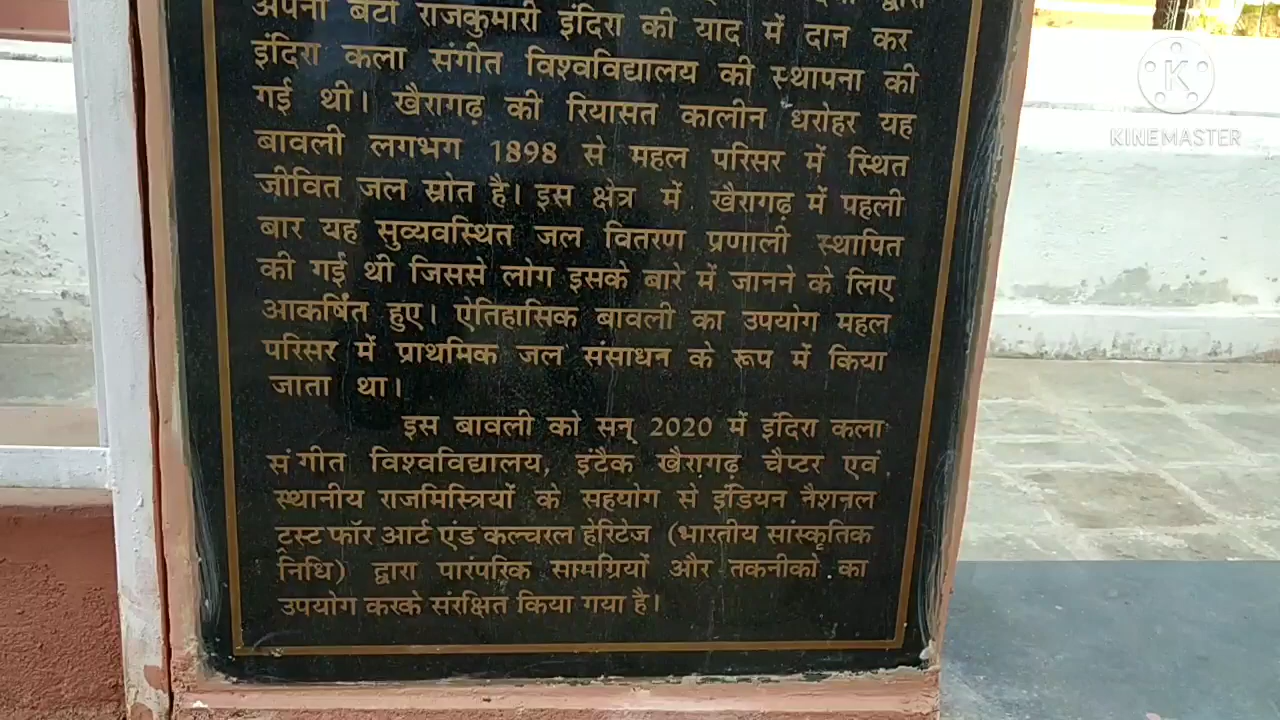 द्वारा
अपनी बेटी राजकुमारी इंदिरा की याद में दान कर
इंदिरा कला संगीत विश्वविद्यालय की स्थापना की
गई थी। खैरागढ़ की रियासत कालीन धरोहर यह
बावली लगभग 1898 से महल परिसर में स्थित
जीवित जल स्रोत है। इस क्षेत्र में खैरागढ़ में पहली
बार यह सुव्यवस्थित जल वितरण प्रणाली स्थापित
की गई थी जिससे लोग इसके बारे में जानने के लिए
आकर्षित हुए। ऐतिहासिक बावली का उपयोग महल
परिसर में प्राथमिक जल संसाधन के रूप में किया
जाता था।
इस बावली को सन् 2020 में इंदिरा कला
संगीत विश्वविद्यालय, इंटैक खैरागढ़ चैप्टर एवं
स्थानीय राजमिस्त्रियों के सहयोग से इंडियन नैशनल
ट्रस्ट फॉर आर्ट एंड कल्चरल हेरिटेज (भारतीय सांस्कृतिक
निधि) द्वारा पारंपरिक सामग्रियों और तकनीकों का
उपयोग करके संरक्षित किया गया है।
K
KINEMASTER